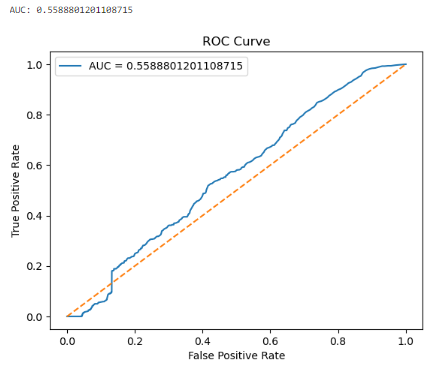 AUC: 0.5588801201108715
ROC Curve
AUC = 0.5588801201108715
True Positive Rate
1.0
0.8
0.6
0.4
0.2
0.0
0.0 0.2 0.4 0.6 0.8 1.0
False Positive Rate